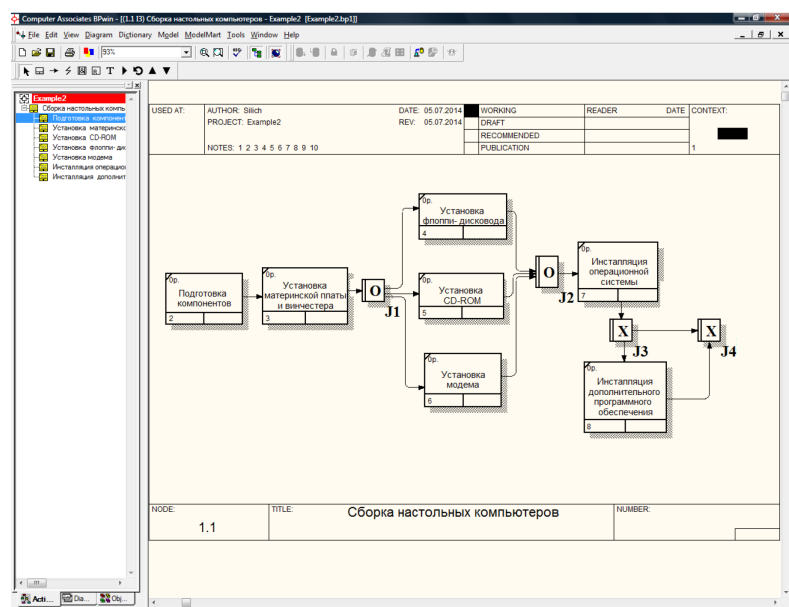 Computer Associates BPwin - [(1.1 I3) Сборка настольных компьютеров - Example2 [Example2.bp1]]
File Edit View Diagram Dictionary Model ModelMart Tools Window Help
93%
Example2
Сборка настольных компь
Подготовка компонент
Установка материнско
Установка CD-ROM
Установка флоппи-дис
Установка модема
Инсталляция операцион
Инсталляция дополнит
Acti... Dia... Obj...
USED AT: AUTHOR: Silich DATE: 05.07.2014 WORKING READER DATE CONTEXT:
PROJECT: Example2 REV: 05.07.2014 DRAFT
RECOMMENDED
NOTES: 1 2 3 4 5 6 7 8 9 10 PUBLICATION 1
0р.
Подготовка
компонентов
2
0р.
Установка
материнской платы
и винчестера
3
O
J1
0р.
Установка
флоппи- дисковода
4
0р.
Установка
CD-ROM
5
0р.
Установка
модема
6
O
J2
0р.
Инсталляция
операционной
системы
7
X
J3
X
J4
0р.
Инсталляция
дополнительного
программного
обеспечения
8
NODE: TITLE: NUMBER:
1.1 Сборка настольных компьютеров